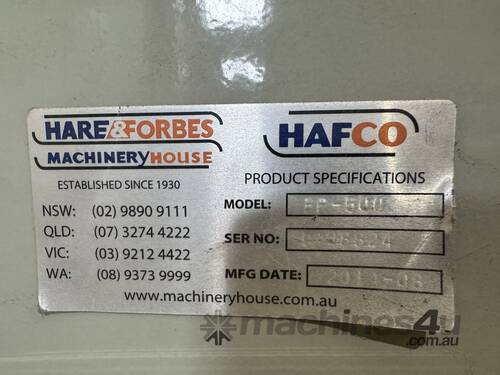 HARE&FORBES
MACHINERYHOUSE
ESTABLISHED SINCE 1930
NSW: (02) 9890 9111
QLD: (07) 3274 4222
VIC: (03) 9212 4422
WA: (08) 9373 9999
HAFCO
PRODUCT SPECIFICATIONS
MODEL:
SER NO:
MFG DATE:
www.machineryhouse.com.au
machines4u
.com.au